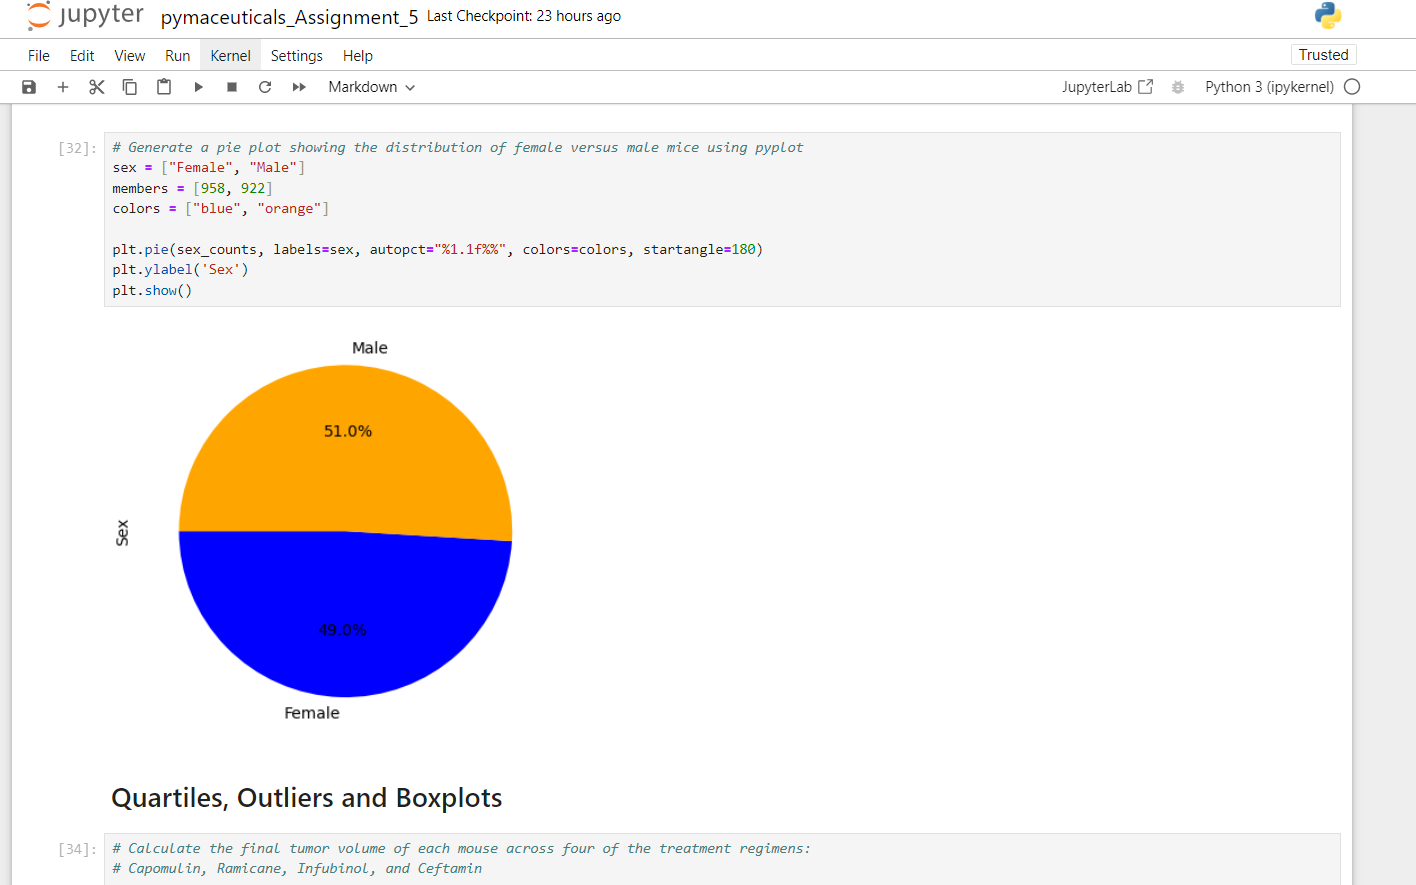 jupyter pymaceuticals_Assignment_5 Last Checkpoint: 23 hours ago
File Edit View Run Kernel Settings Help Trusted
Markdown JupyterLab Python 3 (ipykernel)
[32]: # Generate a pie plot showing the distribution of female versus male mice using pyplot
sex = ["Female", "Male"]
members = [958, 922]
colors = ["blue", "orange"]
plt.pie(sex_counts, labels=sex, autopct="%1.1f%%", colors=colors, startangle=180)
plt.ylabel('Sex')
plt.show()
Male
51.0%
Sex
49.0%
Female
Quartiles, Outliers and Boxplots
[34]: # Calculate the final tumor volume of each mouse across four of the treatment regimens:
# Capomulin, Ramicane, Infubinol, and Ceftamin